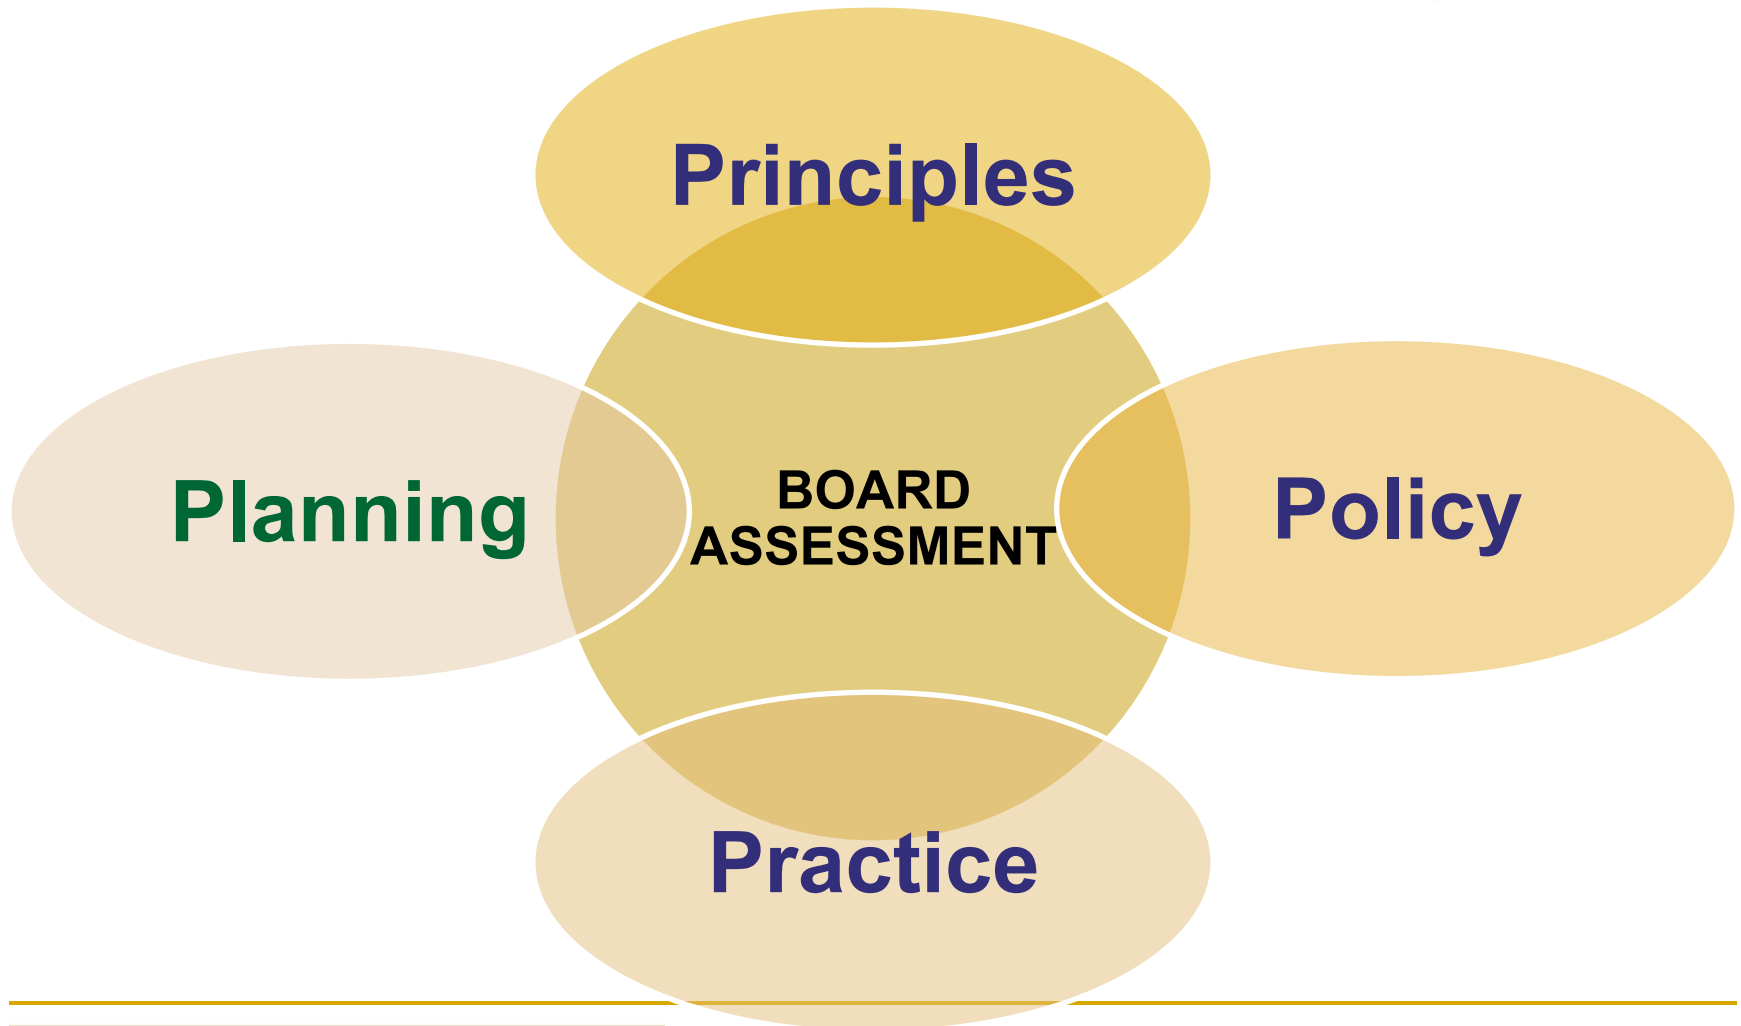 Principles
Planning
BOARD
ASSESSMENT
Policy
Practice